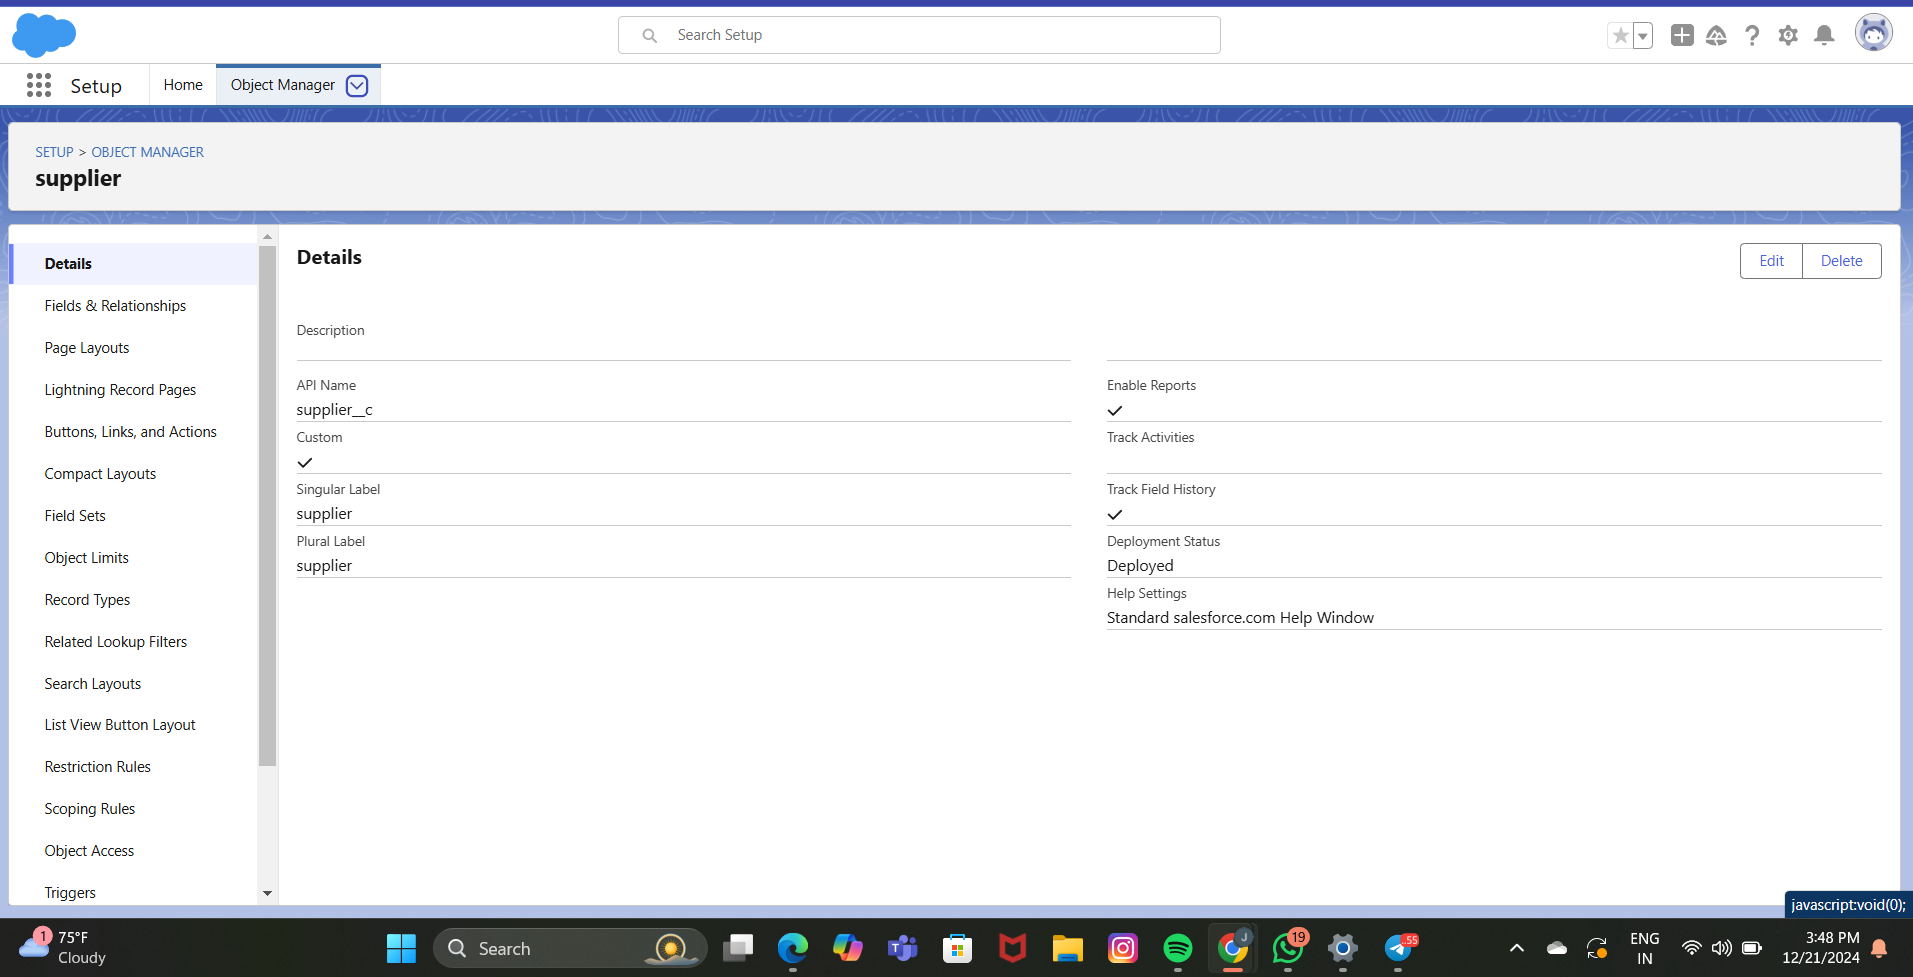 Search Setup
Setup
Home
Object Manager
SETUP > OBJECT MANAGER
supplier
Details
Fields & Relationships
Page Layouts
Lightning Record Pages
Buttons, Links, and Actions
Compact Layouts
Field Sets
Object Limits
Record Types
Related Lookup Filters
Search Layouts
List View Button Layout
Restriction Rules
Scoping Rules
Object Access
Triggers
Details
Edit
Delete
Description
API Name
supplier__c
Custom
Singular Label
supplier
Plural Label
supplier
Enable Reports
Track Activities
Track Field History
Deployment Status
Deployed
Help Settings
Standard salesforce.com Help Window
javascript:void(0);
1
75°F
Cloudy
Search
T
J
19
..55
ENG
IN
3:48 PM
12/21/2024